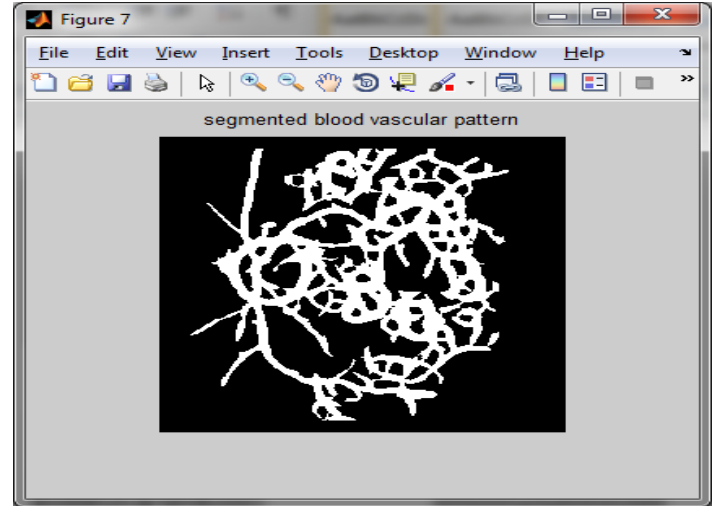 Figure 7
File Edit View Insert Tools Desktop Window Help
segmented blood vascular pattern